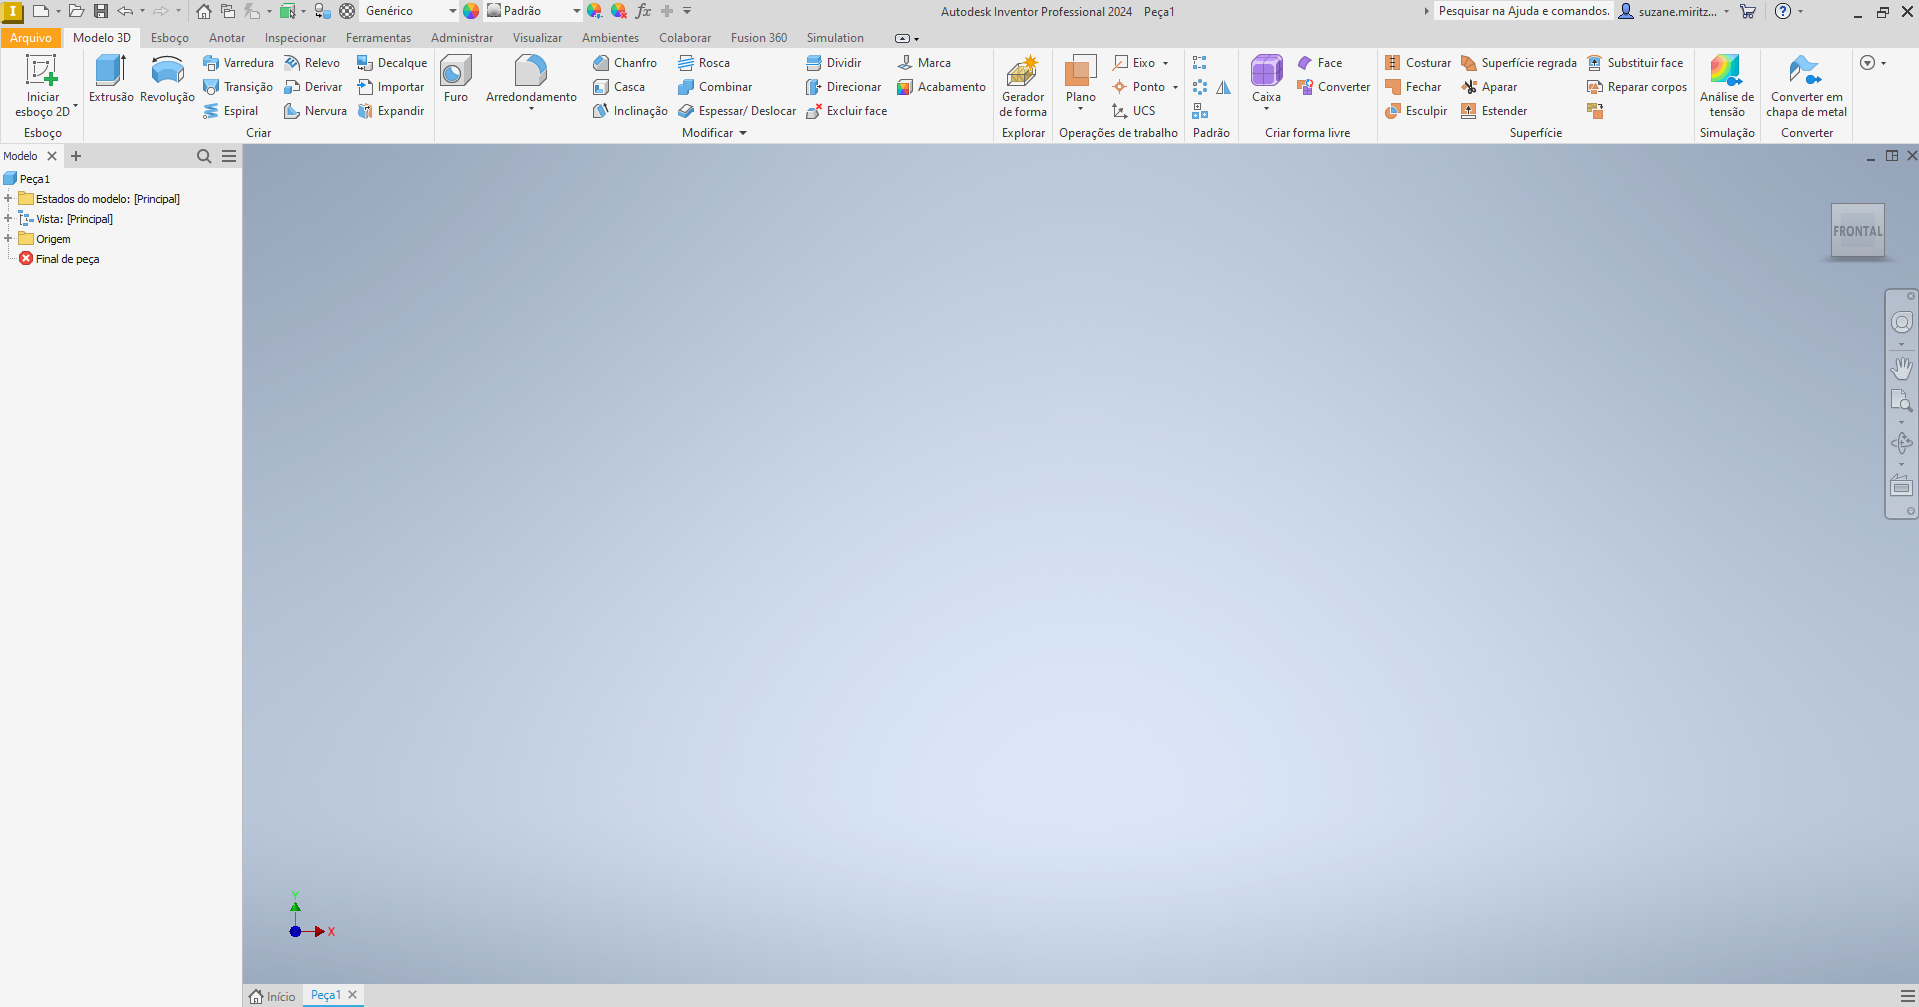 Genérico
Padrão
Autodesk Inventor Professional 2024 Peça1
Pesquisar na Ajuda e comandos.
suzane.miritz...
Arquivo Modelo 3D Esboço Anotar Inspecionar Ferramentas Administrar Visualizar Ambientes Colaborar Fusion 360 Simulation
Iniciar
esboço 2D
Esboço
Extrusão
Revolução
Varredura
Transição
Espiral
Relevo
Derivar
Nervura
Decalque
Importar
Expandir
Criar
Furo
Arredondamento
Chanfro
Casca
Inclinação
Rosca
Combinar
Espessar/ Deslocar
Dividir
Direcionar
Excluir face
Marca
Acabamento
Modificar
Gerador
de forma
Explorar
Plano
Eixo
Ponto
UCS
Operações de trabalho
Padrão
Caixa
Face
Converter
Criar forma livre
Costurar
Fechar
Esculpir
Superfície regrada
Aparar
Estender
Substituir face
Reparar corpos
Superfície
Análise de
tensão
Simulação
Converter em
chapa de metal
Converter
Modelo
Peça1
Estados do modelo: [Principal]
Vista: [Principal]
Origem
Final de peça
FRONTAL
Y
X
Início
Peça1